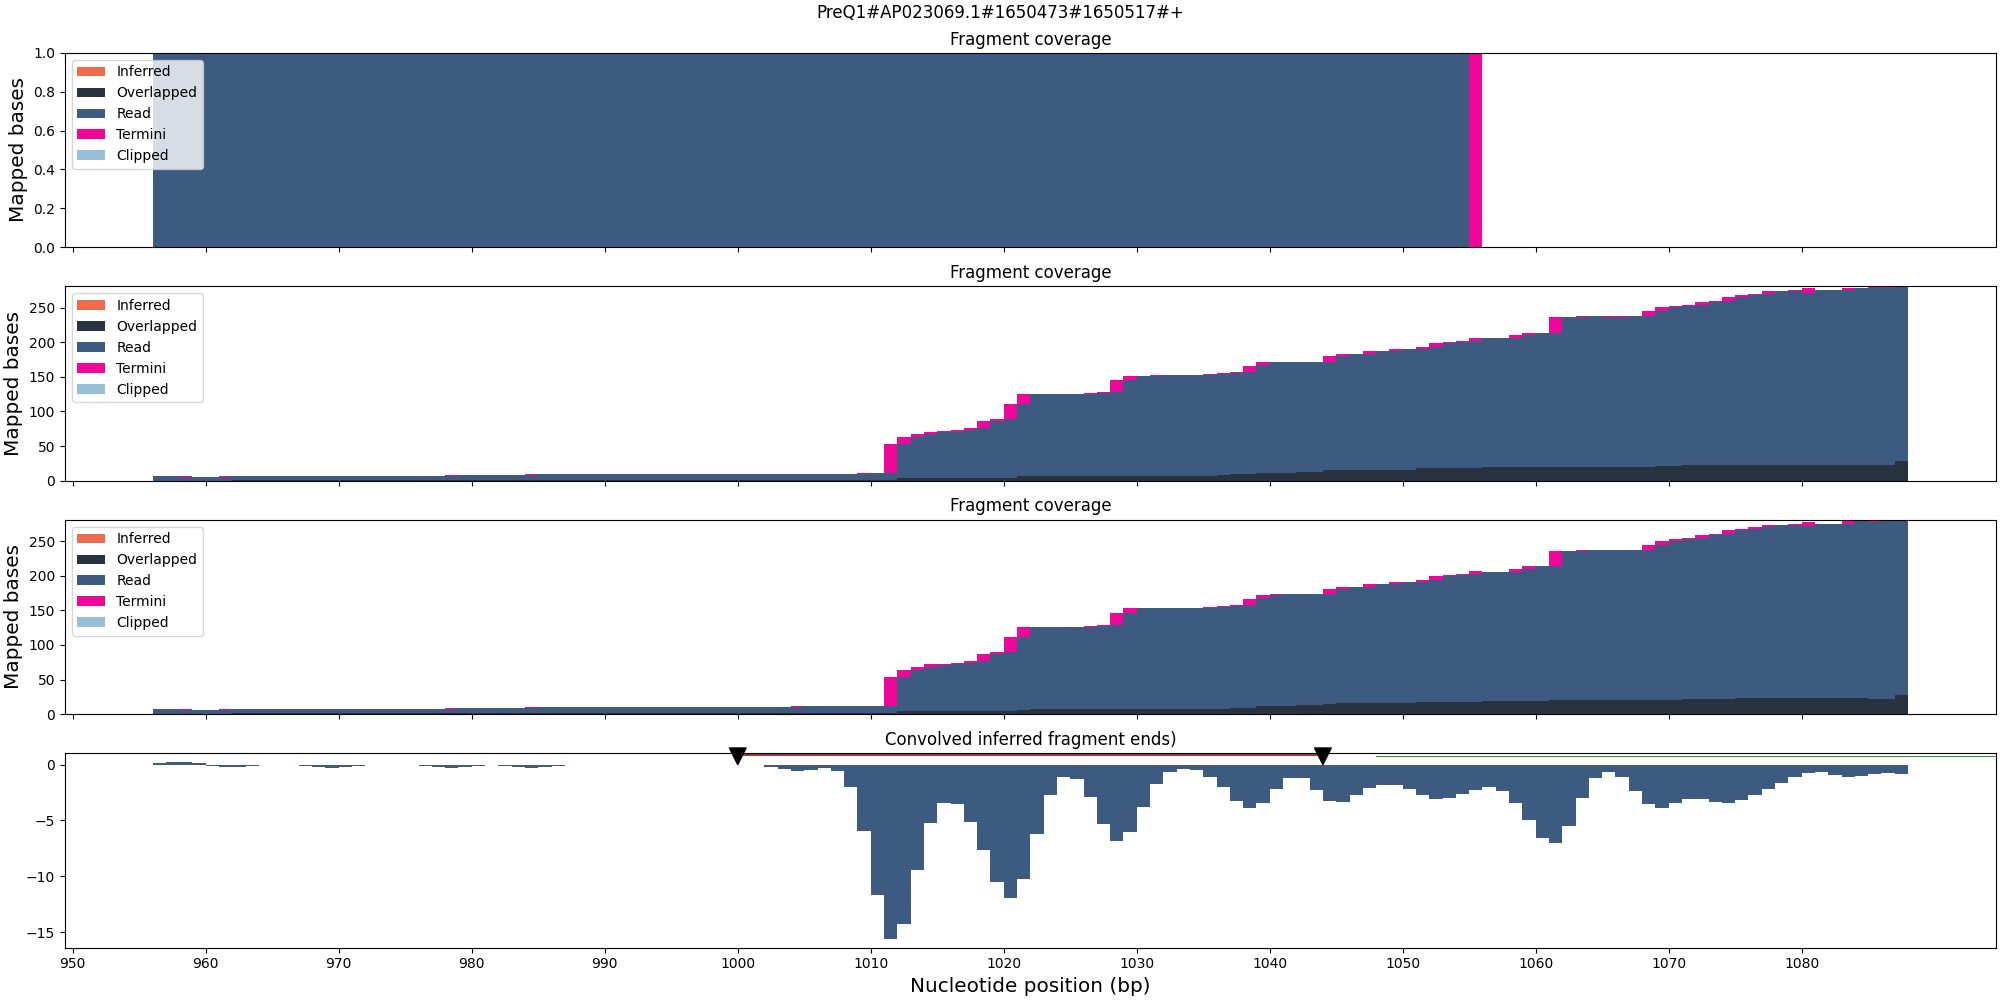 PreQ1#AP023069.1#1650473#1650517#+
Fragment coverage
Mapped bases
1.0
0.8
0.6
0.4
0.2
0.0
Inferred
Overlapped
Read
Termini
Clipped
Fragment coverage
Mapped bases
250
200
150
100
50
0
Inferred
Overlapped
Read
Termini
Clipped
Fragment coverage
Mapped bases
250
200
150
100
50
0
Inferred
Overlapped
Read
Termini
Clipped
Convolved inferred fragment ends)
0
−5
−10
−15
950 960 970 980 990 1000 1010 1020 1030 1040 1050 1060 1070 1080
Nucleotide position (bp)